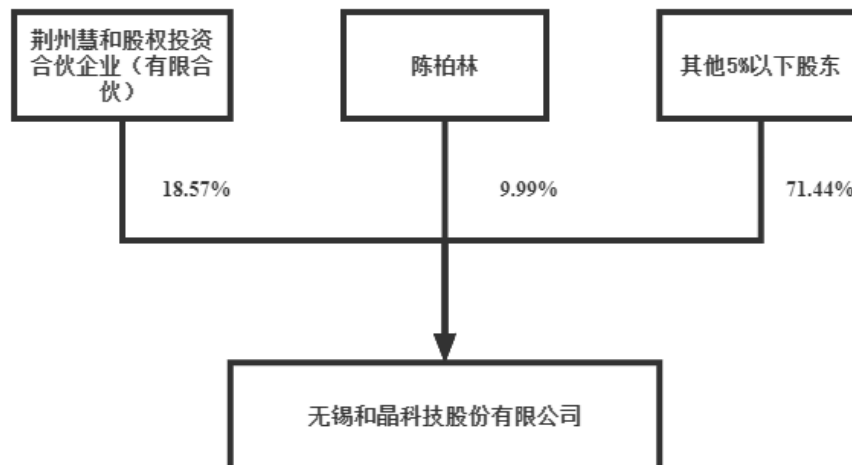 荆州慧和股权投资
合伙企业（有限合
伙）
陈柏林
其他5%以下股东
18.57%
9.99%
71.44%
无锡和晶科技股份有限公司